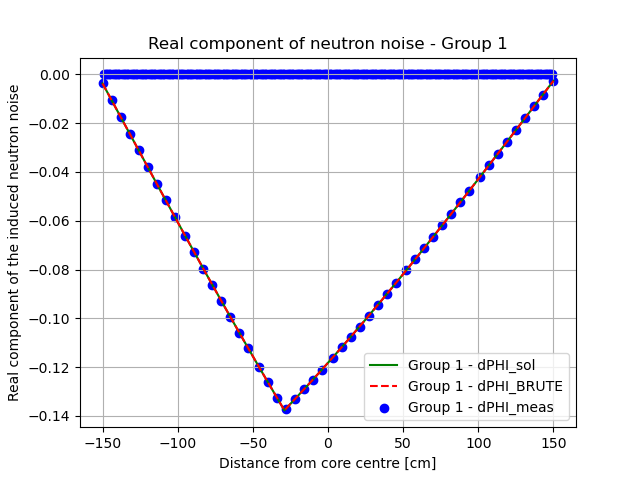 Real component of neutron noise - Group 1
Real component of the induced neutron noise
0.00
−0.02
−0.04
−0.06
−0.08
−0.10
−0.12
−0.14
Group 1 - dPHI_sol
Group 1 - dPHI_BRUTE
Group 1 - dPHI_meas
−150 −100 −50 0 50 100 150
Distance from core centre [cm]